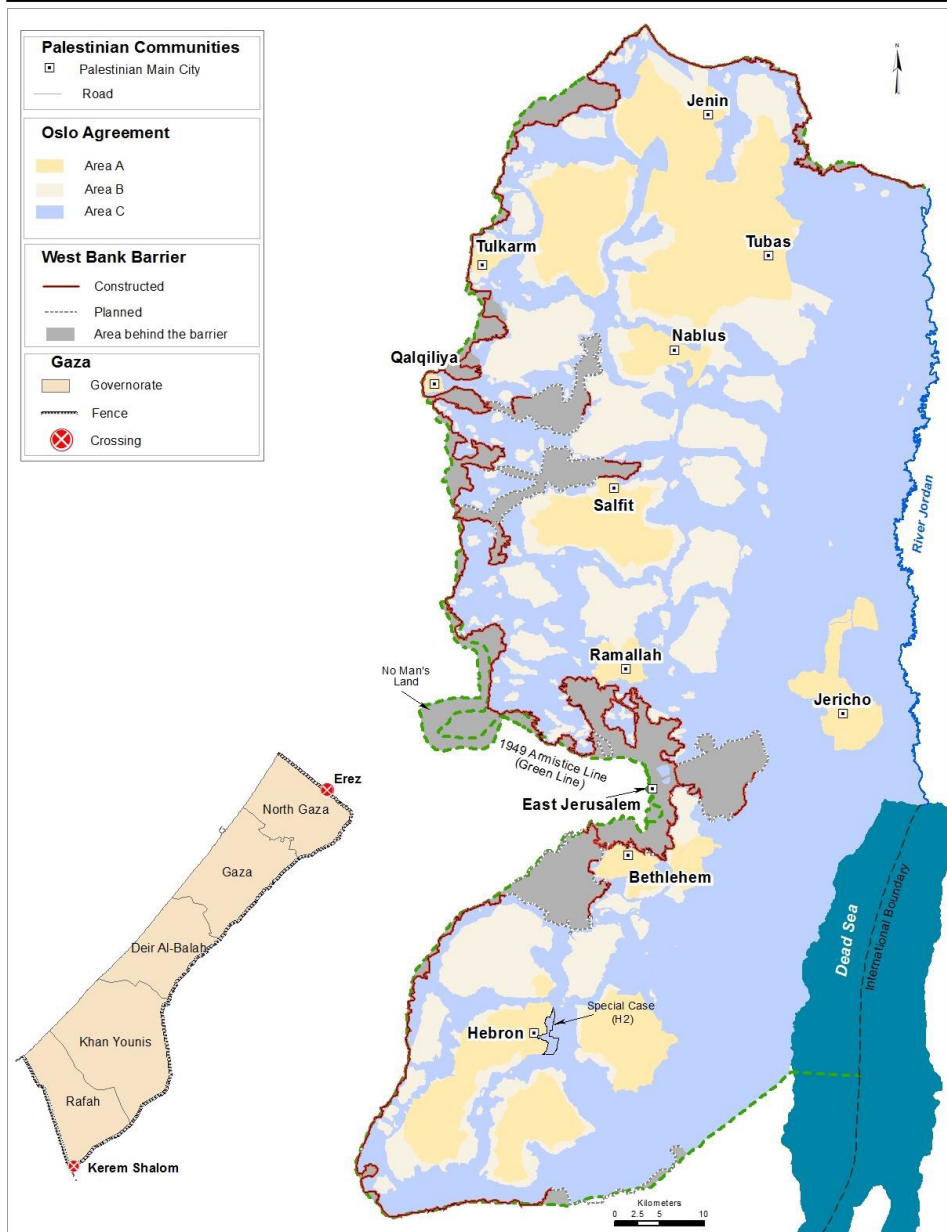 Palestinian Communities
Palestinian Main City
Road
Oslo Agreement
Area A
Area B
Area C
West Bank Barrier
Constructed
Planned
Area behind the barrier
Gaza
Governorate
Fence
Crossing
N
Jenin
Tubas
Tulkarm
Nablus
Qalqiliya
Salfit
River Jordan
Ramallah
No Man's
Land
Jericho
1949 Armistice Line
(Green Line)
East Jerusalem
Bethlehem
Dead Sea
International Boundary
Special Case
(H2)
Hebron
Erez
North Gaza
Gaza
Deir Al-Balah
Khan Younis
Rafah
Kerem Shalom
Kilometers
0 2.5 5 10